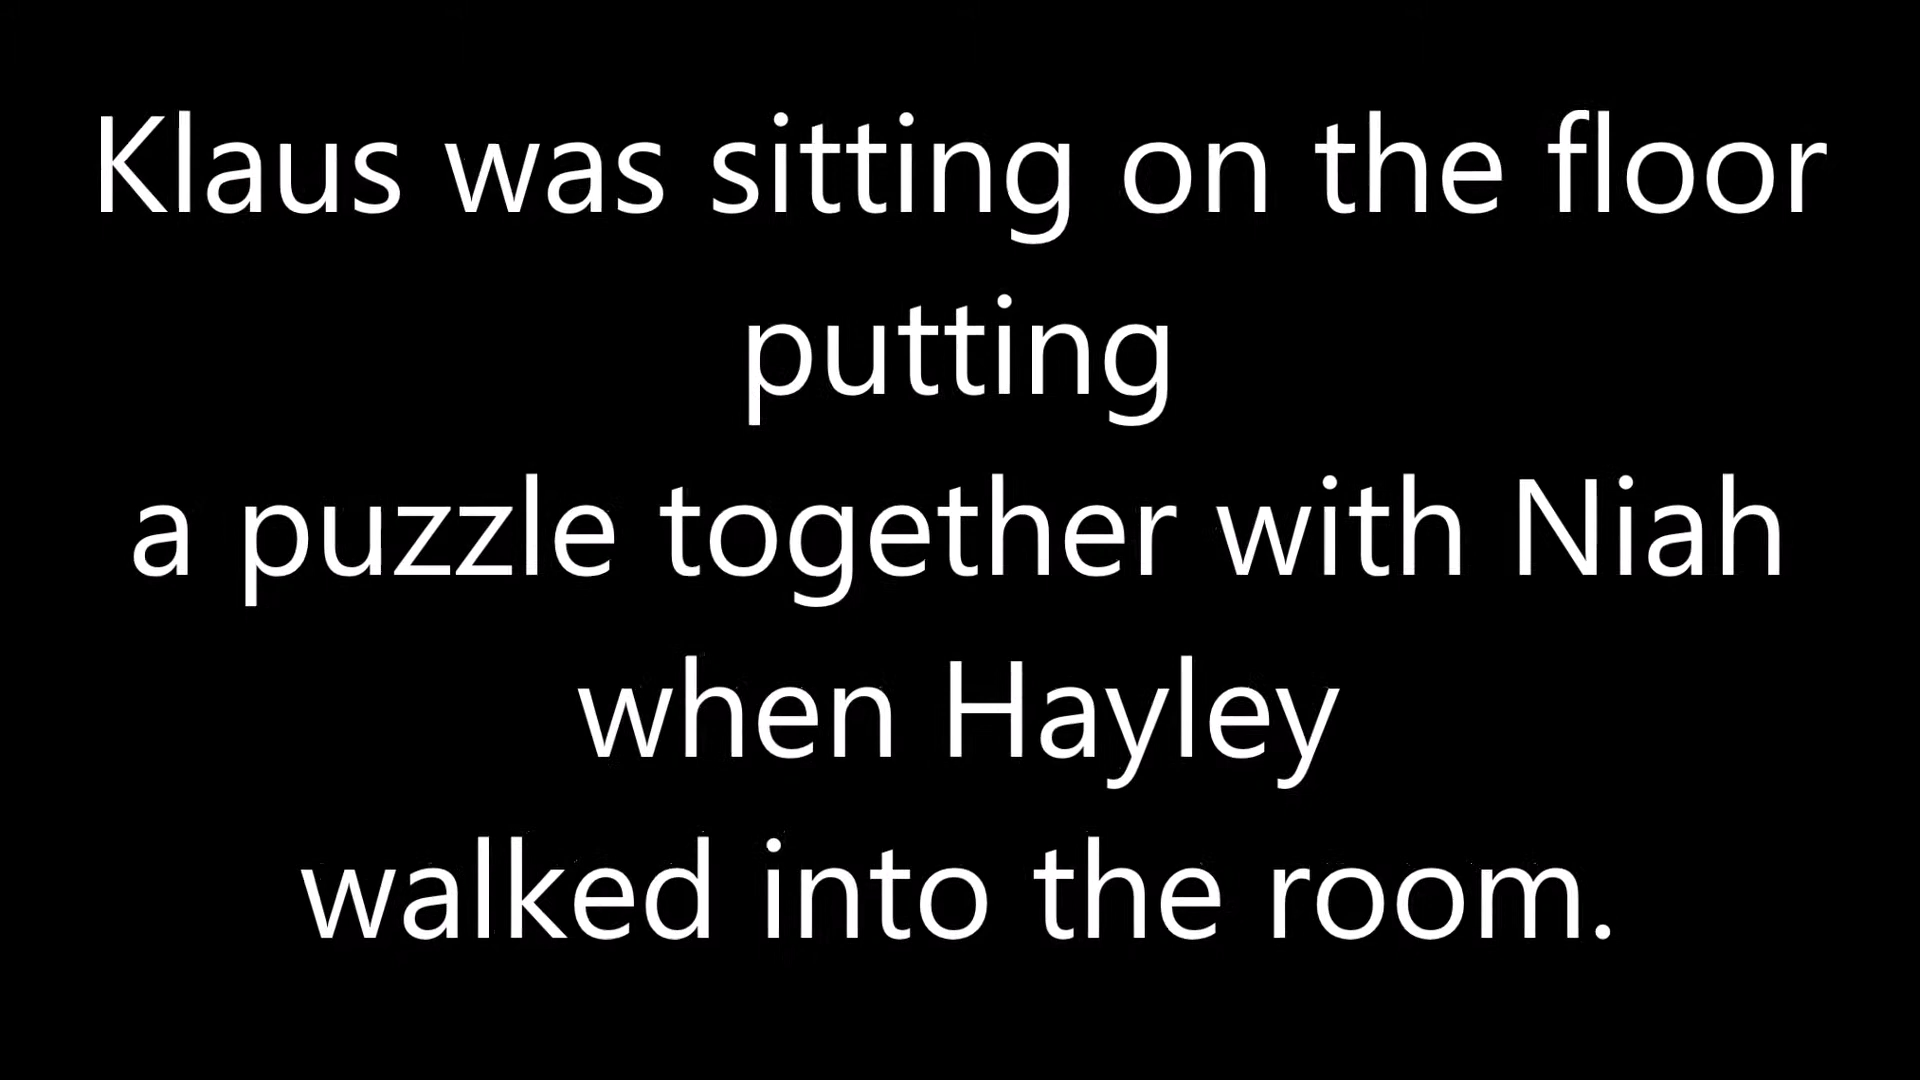 Klaus was sitting on the floor
putting
a puzzle together with Niah
when Hayley
walked into the room.